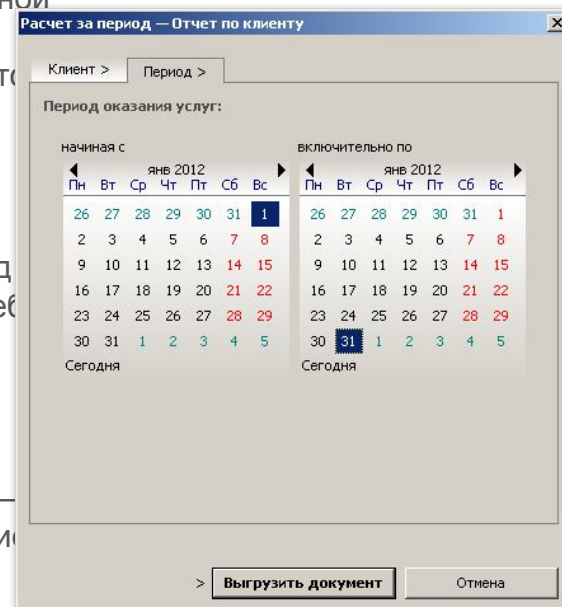 ной
Расчет за период — Отчет по клиенту
Клиент > Период >
Период оказания услуг:
начиная с включительно по
янв 2012 янв 2012
Пн Вт Ср Чт Пт Сб Вс Пн Вт Ср Чт Пт Сб Вс
26 27 28 29 30 31 1 26 27 28 29 30 31 1
2 3 4 5 6 7 8 2 3 4 5 6 7 8
9 10 11 12 13 14 15 9 10 11 12 13 14 15
16 17 18 19 20 21 22 16 17 18 19 20 21 22
23 24 25 26 27 28 29 23 24 25 26 27 28 29
30 31 1 2 3 4 5 30 31 1 2 3 4 5
Сегодня Сегодня
> Выгрузить документ Отмена